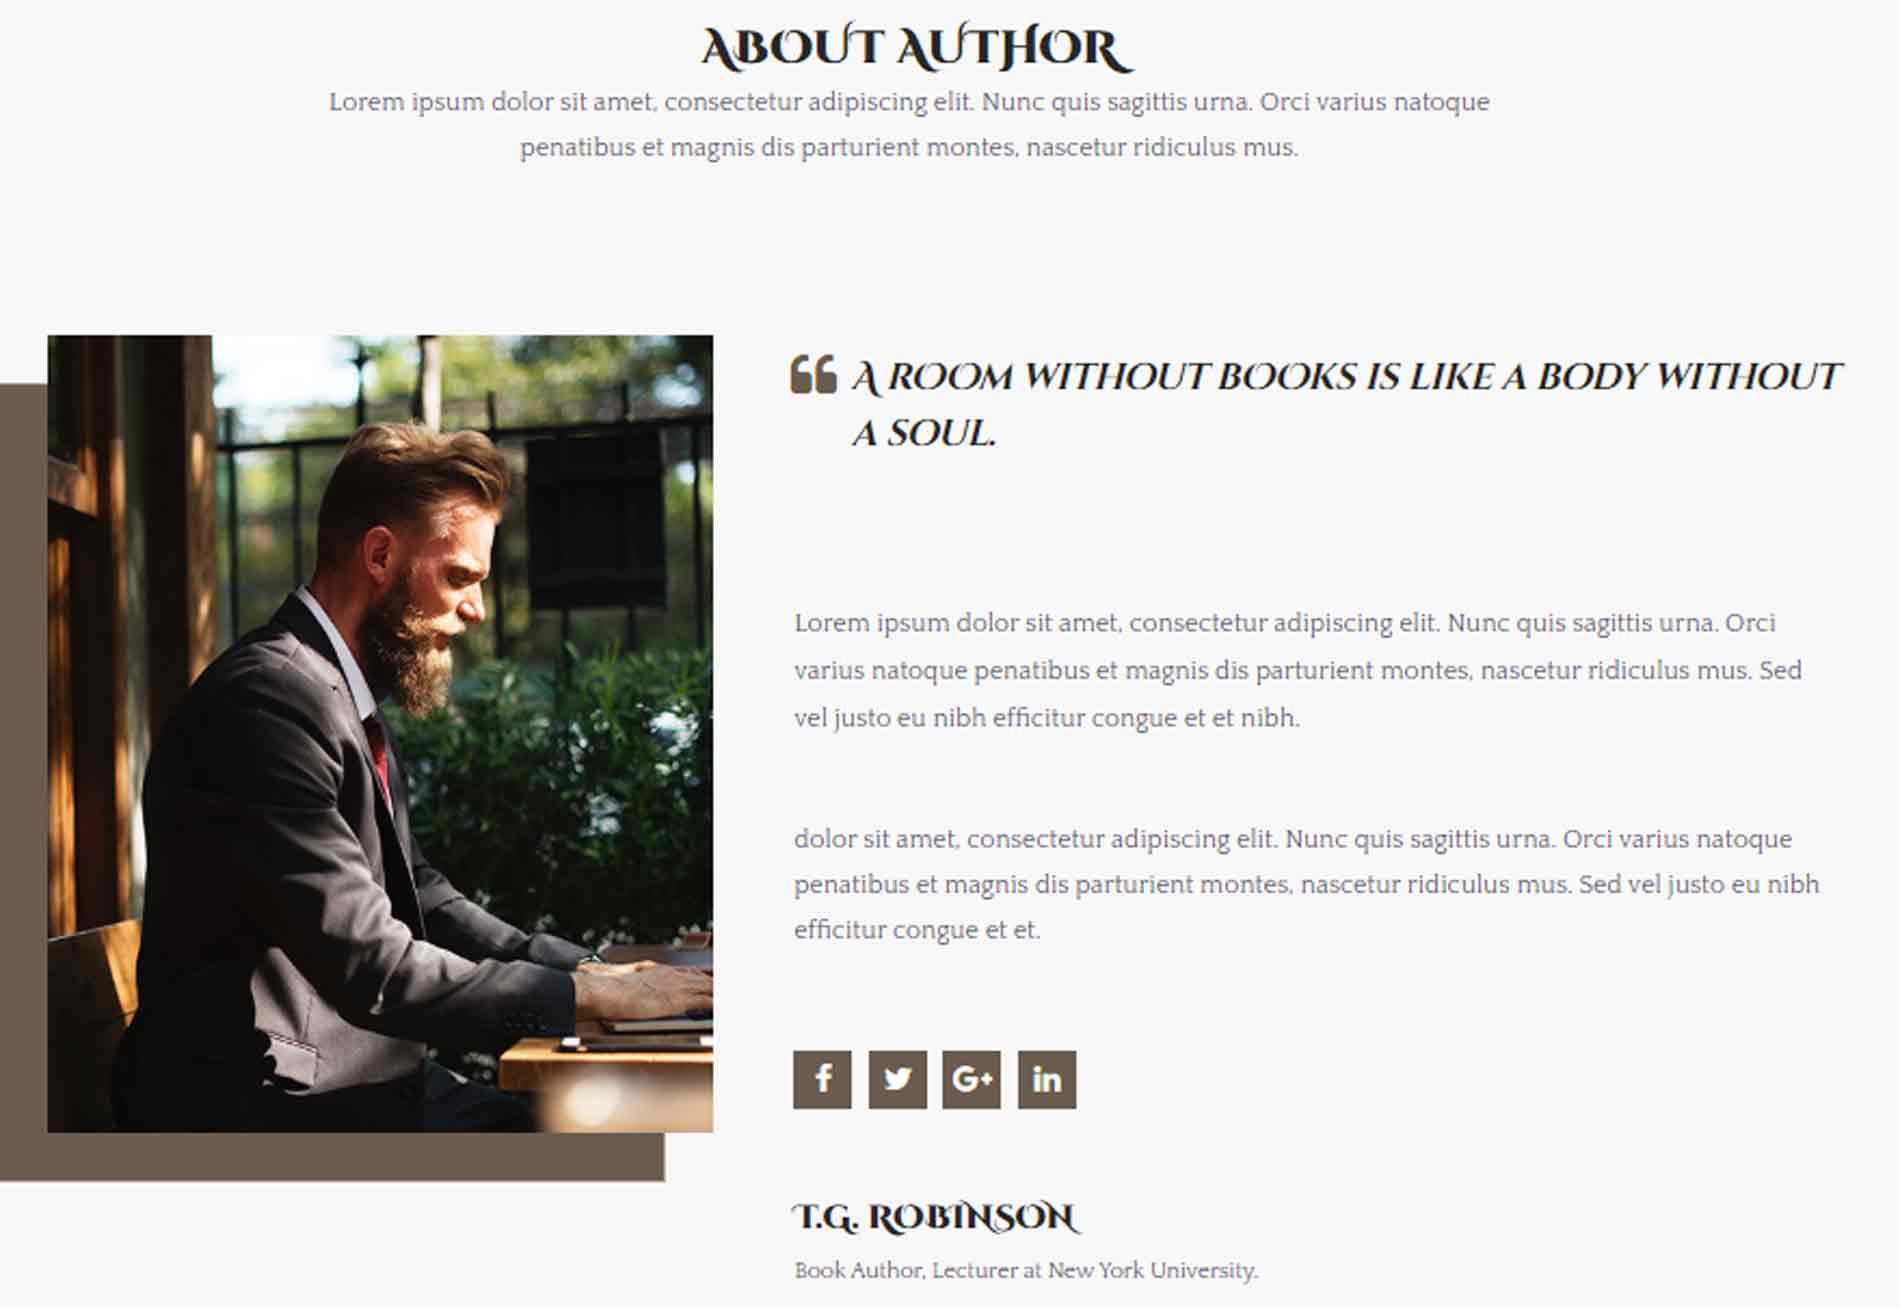 ABOUT AUTHOR
Lorem ipsum dolor sit amet, consectetur adipiscing elit. Nunc quis sagittis urna. Orci varius natoque
penatibus et magnis dis parturient montes, nascetur ridiculus mus.
“ A ROOM WITHOUT BOOKS IS LIKE A BODY WITHOUT
A SOUL.
Lorem ipsum dolor sit amet, consectetur adipiscing elit. Nunc quis sagittis urna. Orci
varius natoque penatibus et magnis dis parturient montes, nascetur ridiculus mus. Sed
vel justo eu nibh efficitur congue et et nibh.
dolor sit amet, consectetur adipiscing elit. Nunc quis sagittis urna. Orci varius natoque
penatibus et magnis dis parturient montes, nascetur ridiculus mus. Sed vel justo eu nibh
efficitur congue et et.
f G+ in
T.G. ROBINSON
Book Author, Lecturer at New York University.